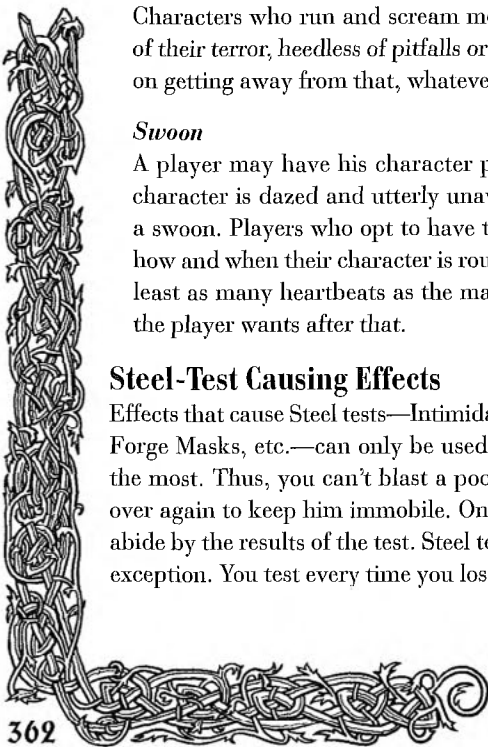 Characters who run and scream m
of their terror, heedless of pitfalls or
on getting away from that, whateve
Swoon
A player may have his character p
character is dazed and utterly una
a swoon. Players who opt to have t
how and when their character is rou
least as many heartbeats as the ma
the player wants after that.
Steel-Test Causing Effects
Effects that cause Steel tests—Intimida
Forge Masks, etc.—can only be used
the most. Thus, you can't blast a poo
over again to keep him immobile. On
abide by the results of the test. Steel te
exception. You test every time you los
362